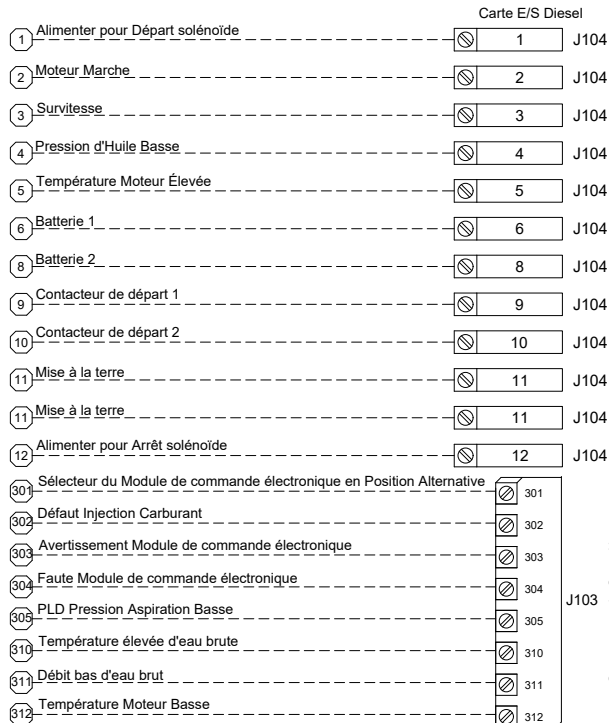 Carte E/S Diesel
1 Alimenter pour Départ solénoïde 1 J104
2 Moteur Marche 2 J104
3 Survitesse 3 J104
4 Pression d'Huile Basse 4 J104
5 Température Moteur Élevée 5 J104
6 Batterie 1 6 J104
8 Batterie 2 8 J104
9 Contacteur de départ 1 9 J104
10 Contacteur de départ 2 10 J104
11 Mise à la terre 11 J104
11 Mise à la terre 11 J104
12 Alimenter pour Arrêt solénoïde 12 J104
301 Sélecteur du Module de commande électronique en Position Alternative 301
302 Défaut Injection Carburant 302
303 Avertissement Module de commande électronique 303
304 Faute Module de commande électronique 304
J103
305 PLD Pression Aspiration Basse 305
310 Température élevée d'eau brute 310
311 Débit bas d'eau brut 311
312 Température Moteur Basse 312